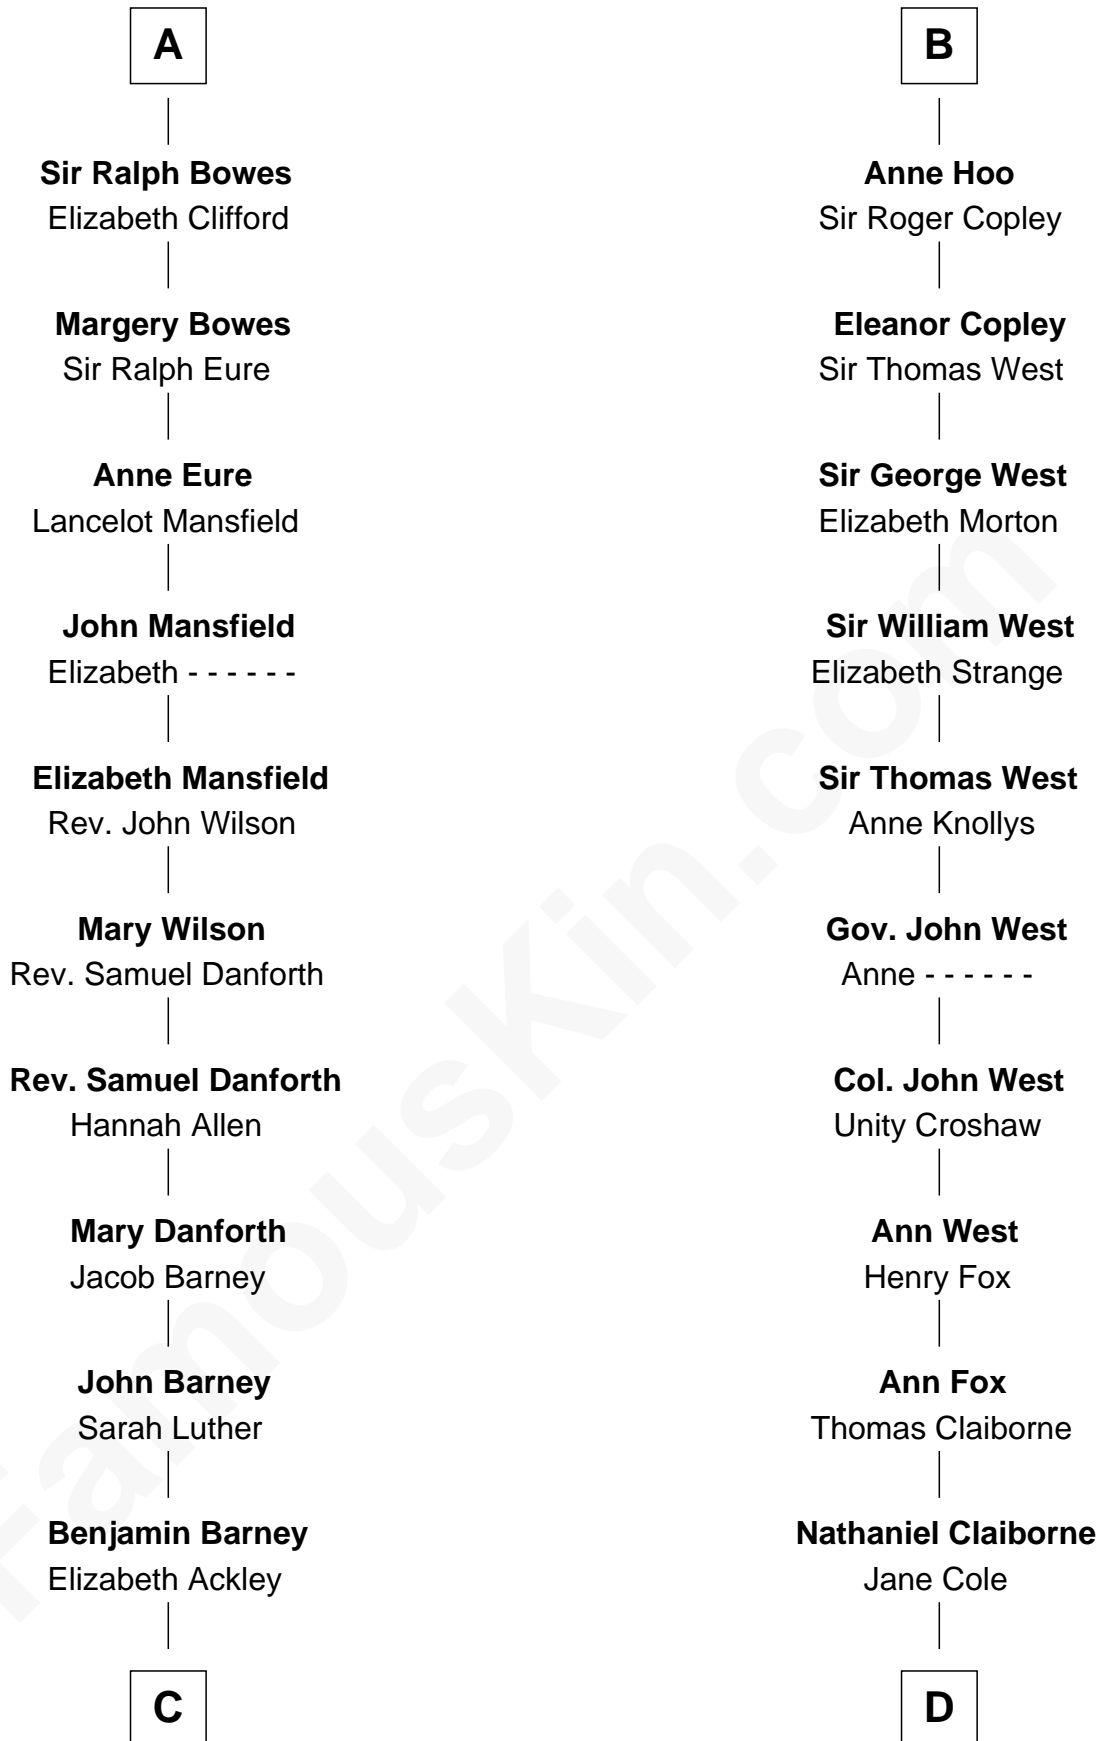 A
Sir Ralph Bowes
Elizabeth Clifford
Margery Bowes
Sir Ralph Eure
Anne Eure
Lancelot Mansfield
John Mansfield
Elizabeth - - - - - -
Elizabeth Mansfield
Rev. John Wilson
Mary Wilson
Rev. Samuel Danforth
Rev. Samuel Danforth
Hannah Allen
Mary Danforth
Jacob Barney
John Barney
Sarah Luther
Benjamin Barney
Elizabeth Ackley
C
B
Anne Hoo
Sir Roger Copley
Eleanor Copley
Sir Thomas West
Sir George West
Elizabeth Morton
Sir William West
Elizabeth Strange
Sir Thomas West
Anne Knollys
Gov. John West
Anne - - - - - -
Col. John West
Unity Croshaw
Ann West
Henry Fox
Ann Fox
Thomas Claiborne
Nathaniel Claiborne
Jane Cole
D
FamousKin.com